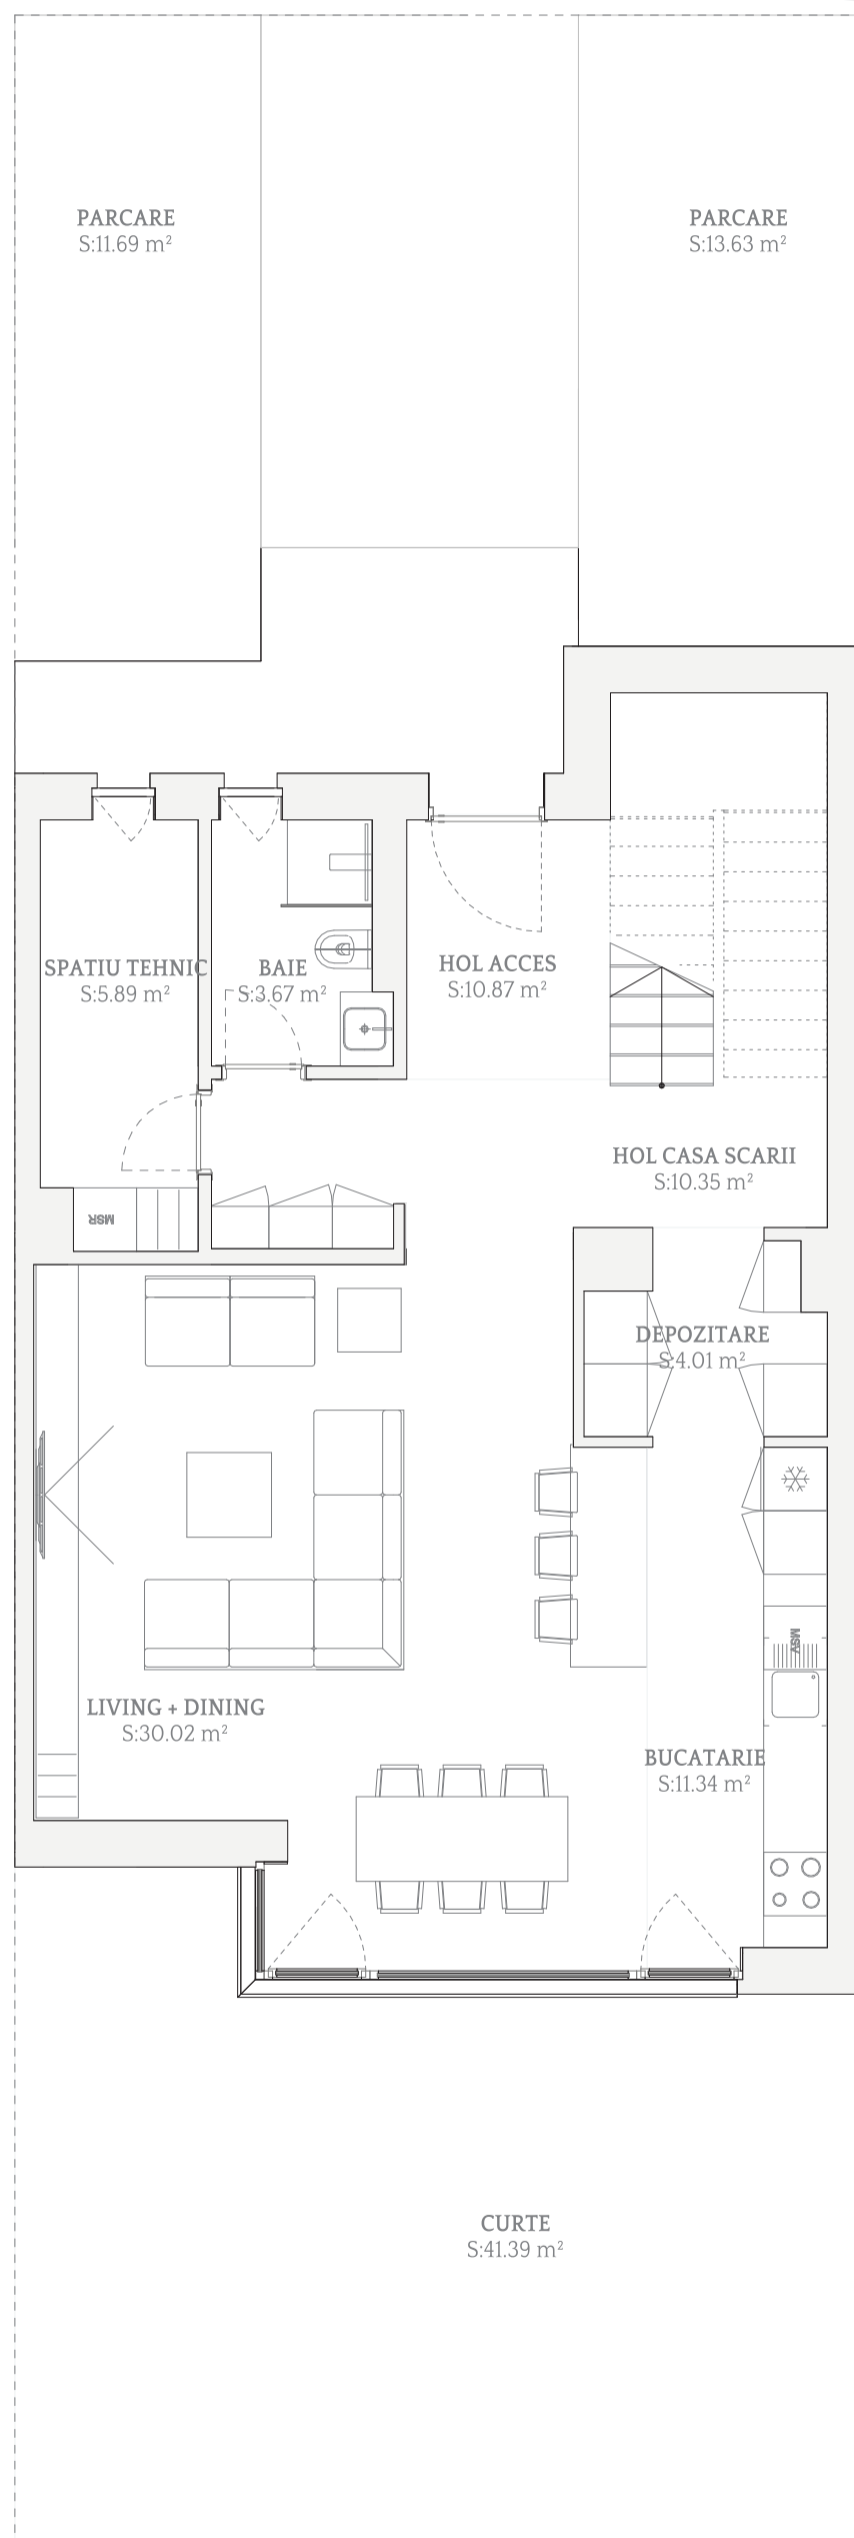 PARCARE
S:11.69 m²
PARCARE
S:13.63 m²
SPATIU TEHNIC
S:5.89 m²
BAIE
S:3.67 m²
HOL ACCES
S:10.87 m²
HOL CASA SCARII
S:10.35 m²
MSR
DEPOZITARE
S:4.01 m²
MSV
LIVING + DINING
S:30.02 m²
BUCATARIE
S:11.34 m²
CURTE
S:41.39 m²